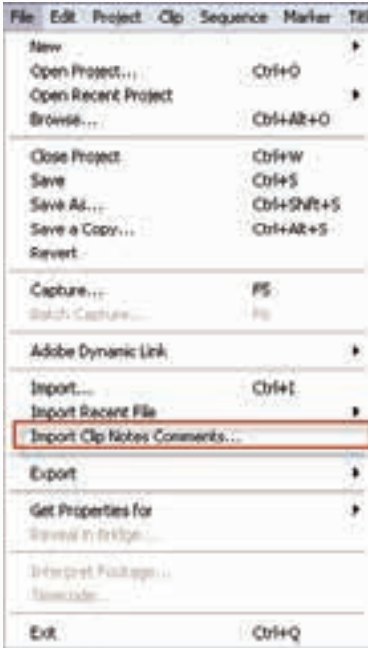 File Edit Project Clip Sequence Marker Titl
New
Open Project... Ctrl+O
Open Recent Project
Browse... Ctrl+Alt+O
Close Project Ctrl+W
Save Ctrl+S
Save As... Ctrl+Shift+S
Save a Copy... Ctrl+Alt+S
Revert
Capture... F5
Batch Capture... F6
Adobe Dynamic Link
Import... Ctrl+I
Import Recent File
Import Clip Notes Comments...
Export
Get Properties for
Reveal in Bridge...
Interpret Footage...
Timecode...
Exit Ctrl+Q